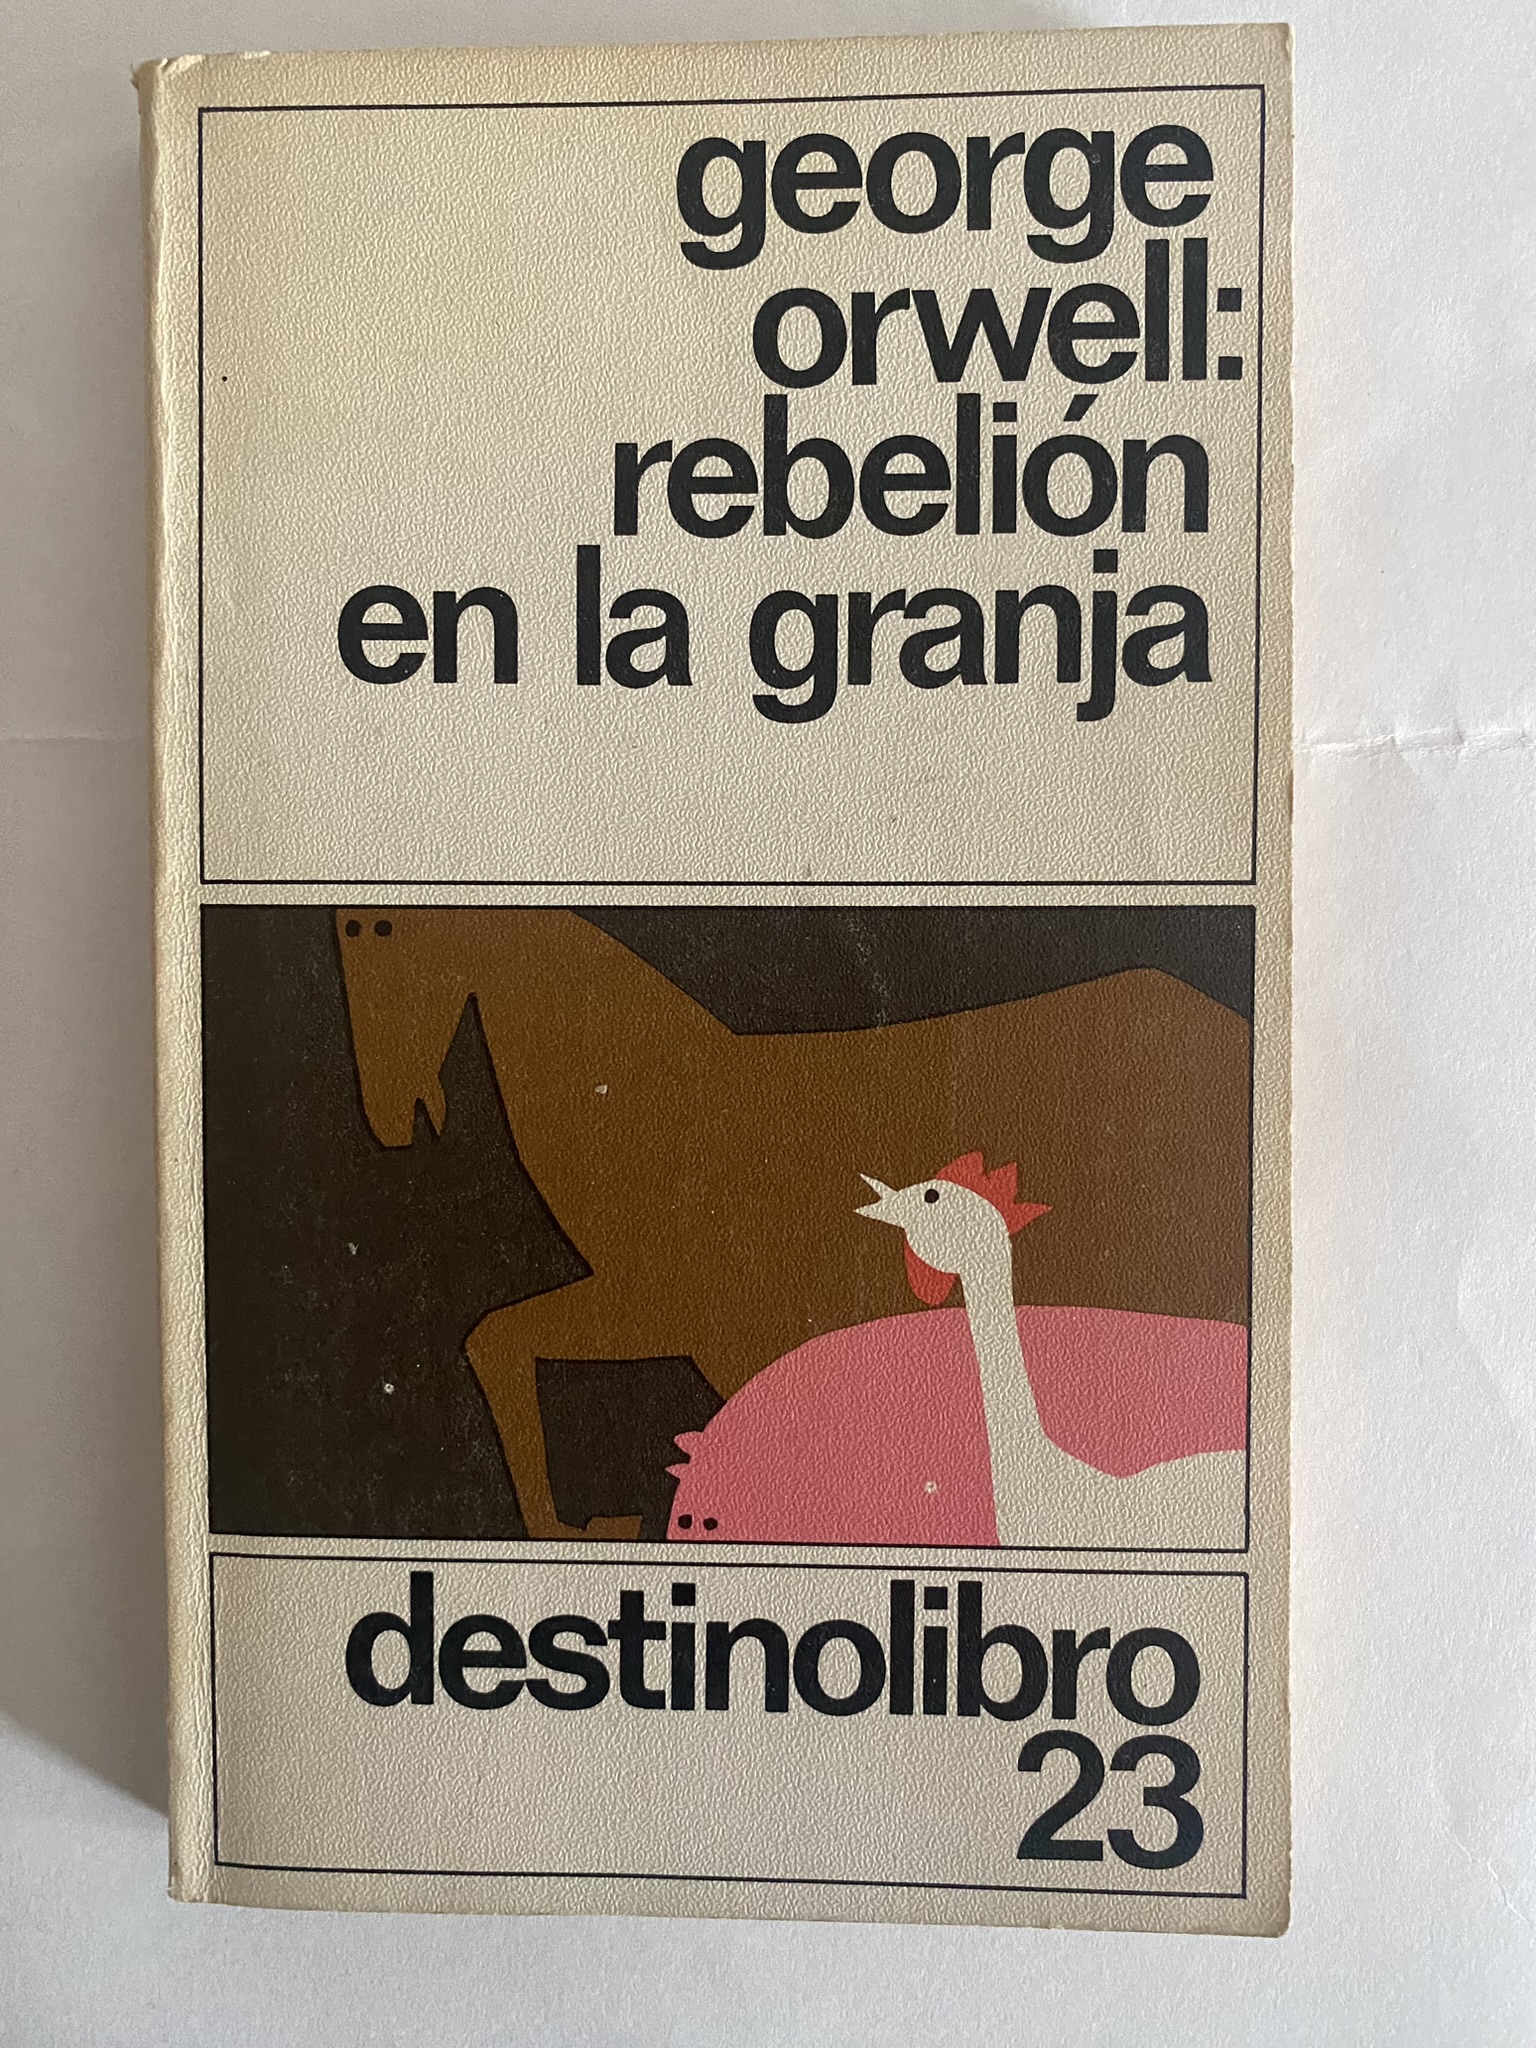 george
orwell:
rebelión
en la granja
destinolibro
23